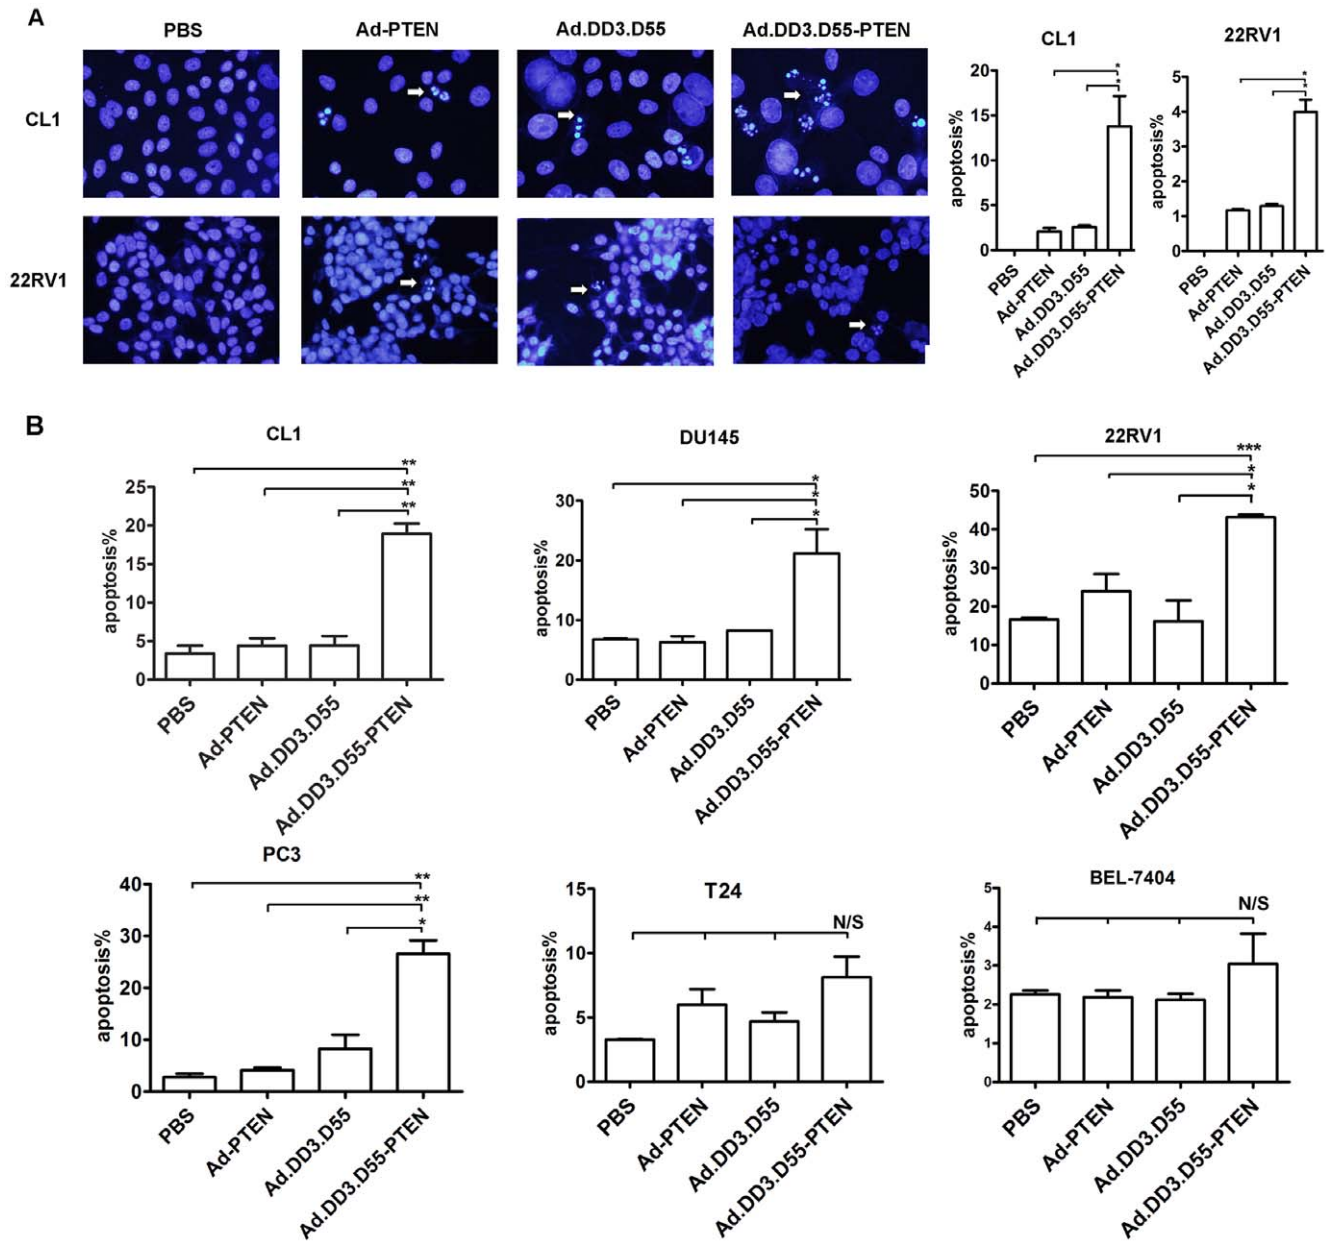 A
PBS
Ad-PTEN
Ad.DD3.D55
Ad.DD3.D55-PTEN
CL1
22RV1
CL1
apoptosis%
20
15
10
5
0
*
*
PBS
Ad-PTEN
Ad.DD3.D55
Ad.DD3.D55-PTEN
22RV1
apoptosis%
5
4
3
2
1
0
*
*
PBS
Ad-PTEN
Ad.DD3.D55
Ad.DD3.D55-PTEN
B
CL1
apoptosis%
25
20
15
10
5
0
**
**
**
PBS
Ad-PTEN
Ad.DD3.D55
Ad.DD3.D55-PTEN
DU145
apoptosis%
30
20
10
0
*
*
*
PBS
Ad-PTEN
Ad.DD3.D55
Ad.DD3.D55-PTEN
22RV1
apoptosis%
50
40
30
20
10
0
***
*
*
PBS
Ad-PTEN
Ad.DD3.D55
Ad.DD3.D55-PTEN
PC3
apoptosis%
40
30
20
10
0
**
**
*
PBS
Ad-PTEN
Ad.DD3.D55
Ad.DD3.D55-PTEN
T24
apoptosis%
15
10
5
0
N/S
PBS
Ad-PTEN
Ad.DD3.D55
Ad.DD3.D55-PTEN
BEL-7404
apoptosis%
5
4
3
2
1
0
N/S
PBS
Ad-PTEN
Ad.DD3.D55
Ad.DD3.D55-PTEN